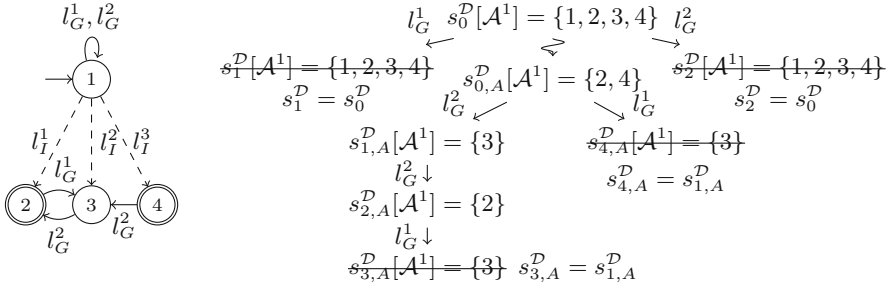 l_G^1, l_G^2
1
l_I^1 l_I^2 l_I^3
l_G^1
2 3 4
l_G^2 l_G^2
l_G^1 s_0^𝒟[𝒜^1] = {1, 2, 3, 4} l_G^2
s_1^𝒟[𝒜^1] = {1, 2, 3, 4} s_2^𝒟[𝒜^1] = {1, 2, 3, 4}
s_{0,A}^𝒟[𝒜^1] = {2, 4}
s_1^𝒟 = s_0^𝒟 s_2^𝒟 = s_0^𝒟
l_G^2 l_G^1
s_{1,A}^𝒟[𝒜^1] = {3} s_{4,A}^𝒟[𝒜^1] = {3}
l_G^2 ↓ s_{4,A}^𝒟 = s_{1,A}^𝒟
s_{2,A}^𝒟[𝒜^1] = {2}
l_G^1 ↓
s_{3,A}^𝒟[𝒜^1] = {3} s_{3,A}^𝒟 = s_{1,A}^𝒟